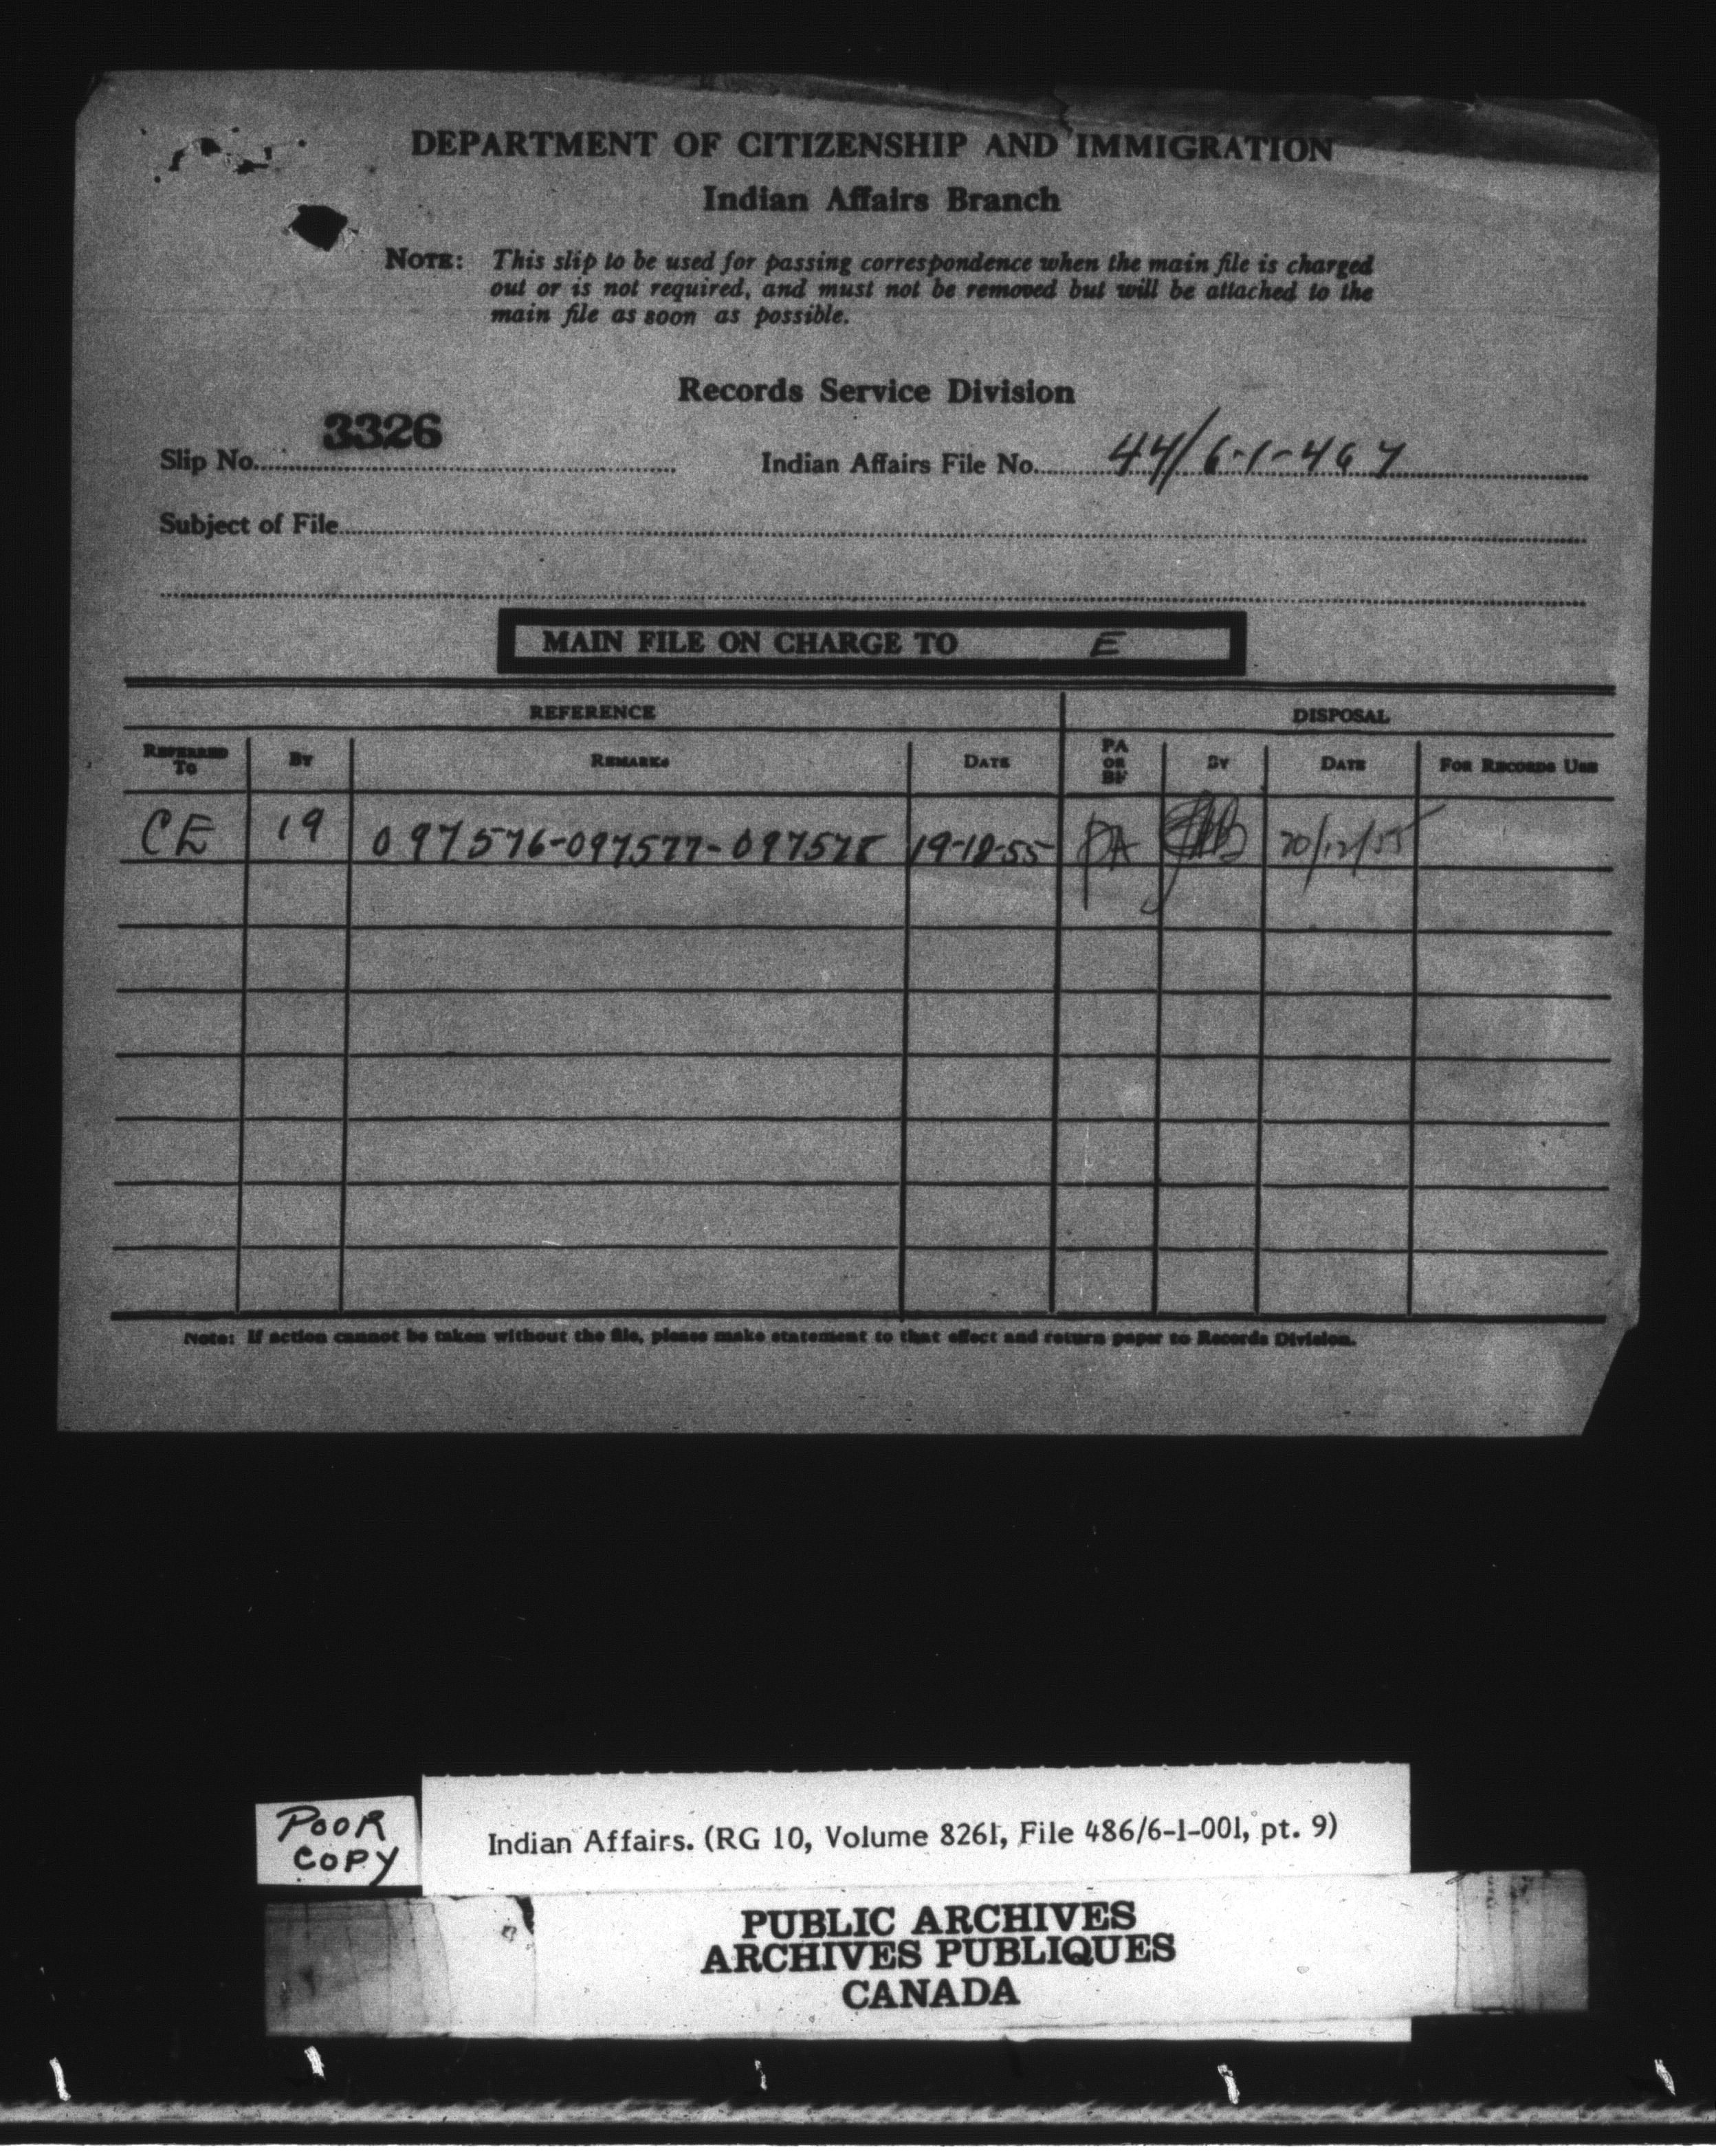 DEPARTMENT OF CITIZENSHIP AND IMMIGRATION
Indian Affairs Branch
NOTE: This slip to be used for passing correspondence when the main file is charged
out or is not required, and must not be removed but will be attached to the
main file as soon as possible.
Records Service Division
Slip No. 3326 Indian Affairs File No. 44/6-1-467
Subject of File
MAIN FILE ON CHARGE TO E
REFERENCE DISPOSAL
REFERRED TO BY REMARKS DATE PA OR BF BY DATE FOR RECORDS USE
CE 19 097576-097577-097578 19-12-55 PA 20/12/55
Note: If action cannot be taken without the file, please make statement to that effect and return paper to Records Division.
POOR
COPY
Indian Affairs. (RG 10, Volume 8261, File 486/6-1-001, pt. 9)
PUBLIC ARCHIVES
ARCHIVES PUBLIQUES
CANADA